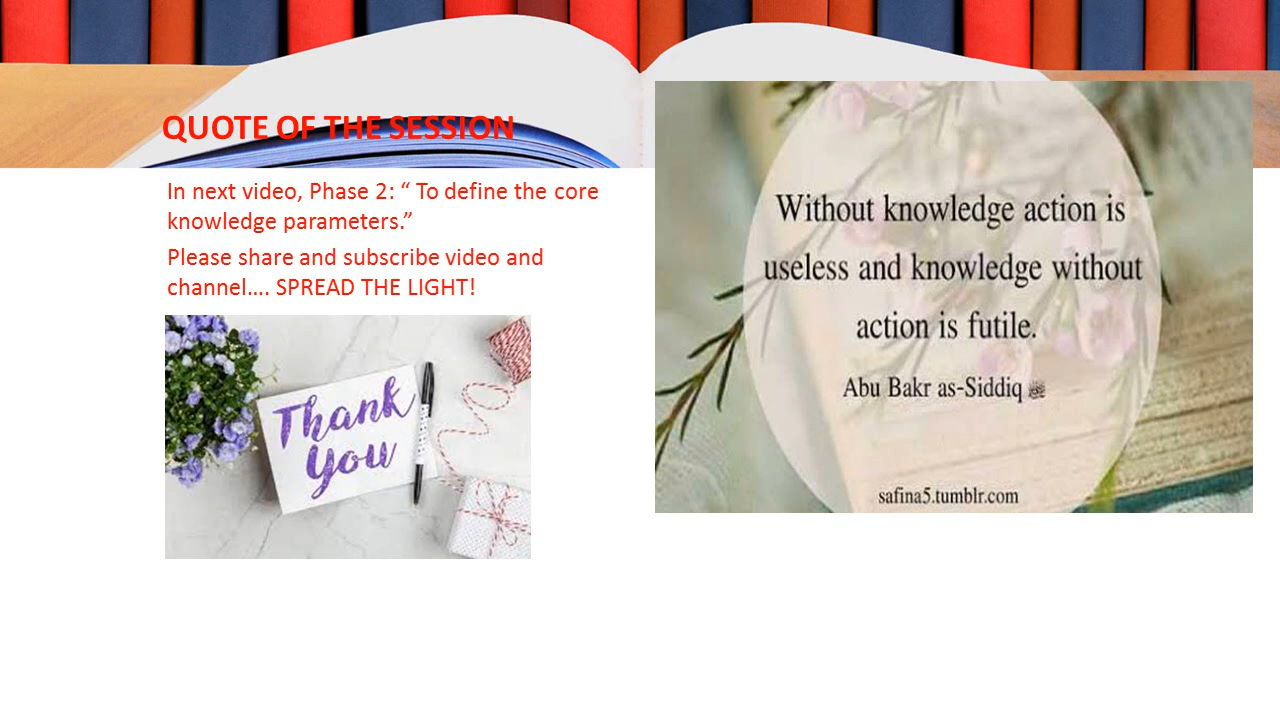 QUOTE OF THE SESSION
In next video, Phase 2: “ To define the core
knowledge parameters.”
Please share and subscribe video and
channel.... SPREAD THE LIGHT!
Thank
You
Without knowledge action is
useless and knowledge without
action is futile.
Abu Bakr as-Siddiq
safina5.tumblr.com